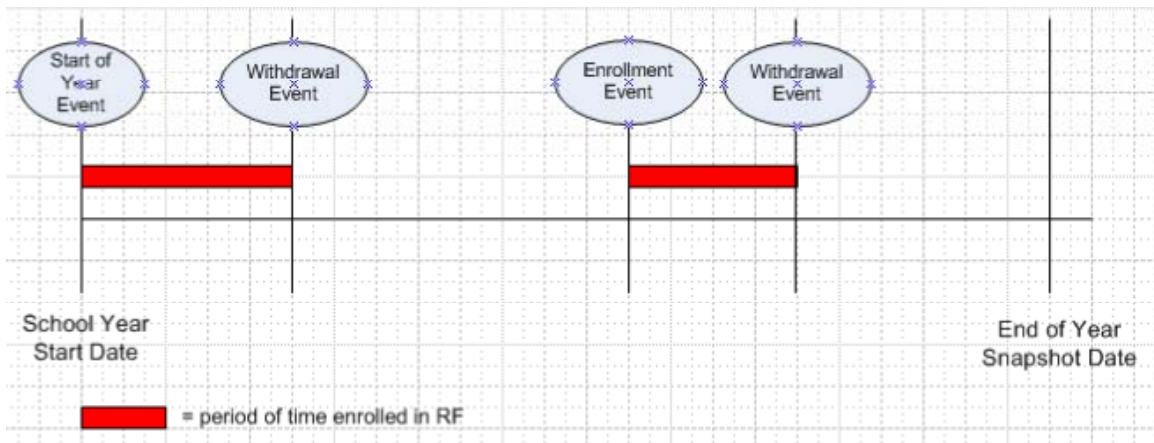 Start of
Year
Event
Withdrawal
Event
Enrollment
Event
Withdrawal
Event
School Year
Start Date
End of Year
Snapshot Date
= period of time enrolled in RF